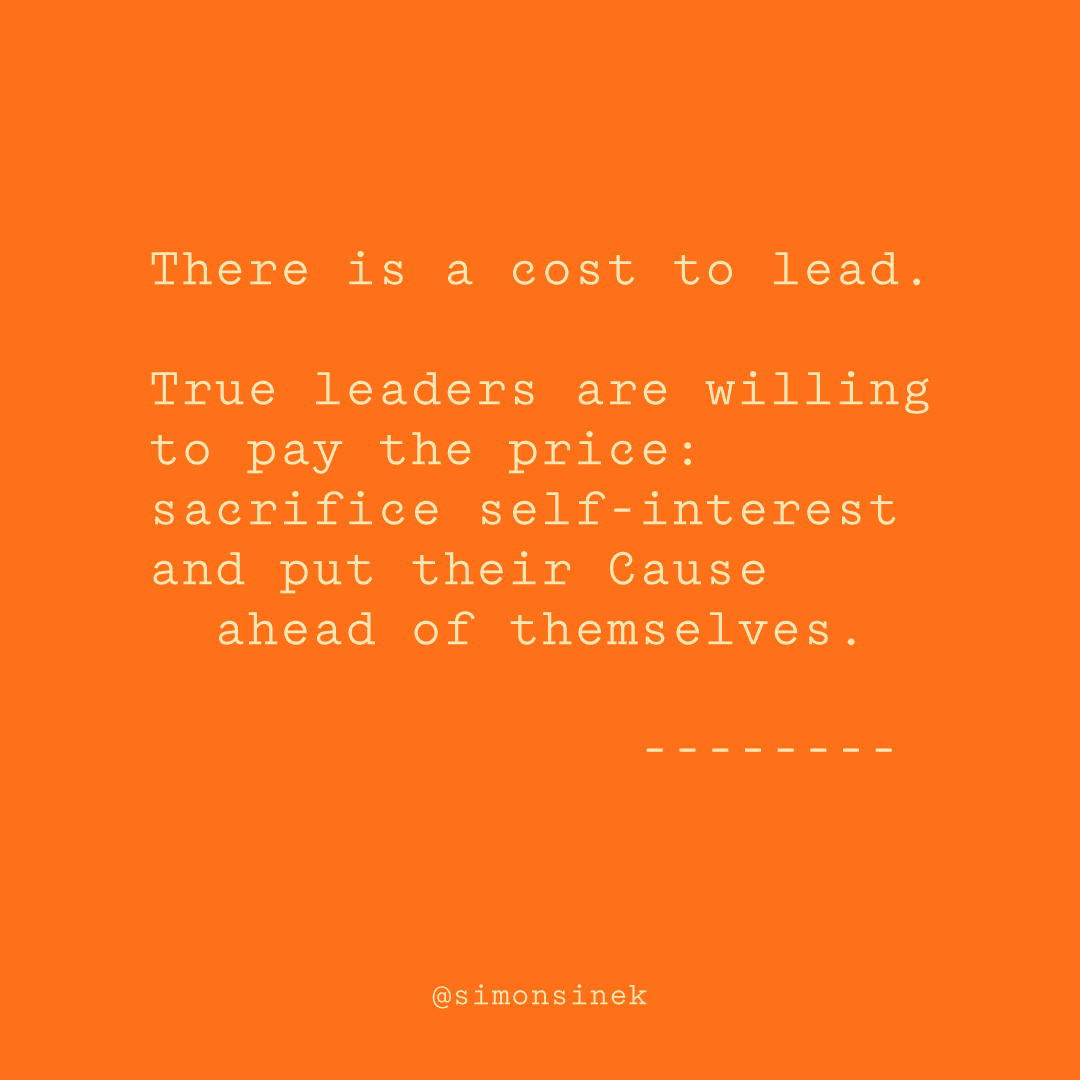 There is a cost to lead.
True leaders are willing
to pay the price:
sacrifice self-interest
and put their Cause
ahead of themselves.
--------
@simonsinek